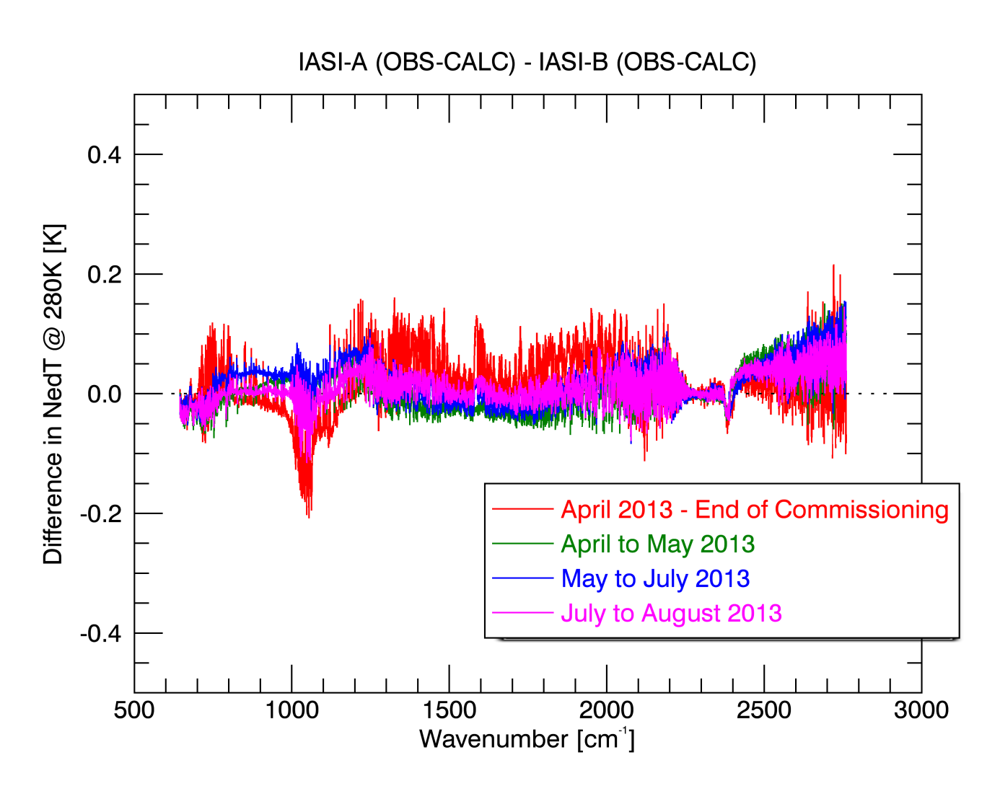 IASI-A (OBS-CALC) - IASI-B (OBS-CALC)
Difference in NedT @ 280K [K]
0.4
0.2
0.0
-0.2
-0.4
April 2013 - End of Commissioning
April to May 2013
May to July 2013
July to August 2013
500 1000 1500 2000 2500 3000
Wavenumber [cm⁻¹]